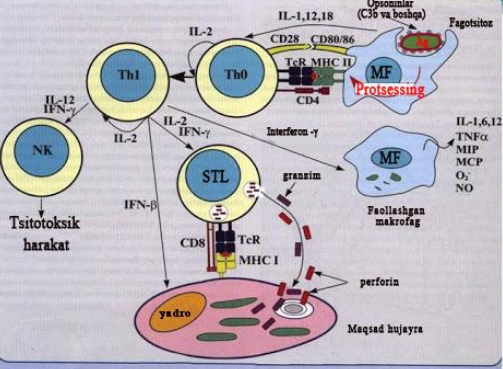 Opsoninlar
(C3b va boshqa)
Fagotsitoz
IL-1,12,18
IL-2
CD28 CD80/86
Ag
TcR MHC II
MF
Protsessing
CD4
Th1
Th0
IL-12
IFN-γ
IL-2
IL-2
IFN-γ
Interferon -γ
IL-1,6,12
TNFα
MIP
MCP
O₂⁻
NO
MF
Faollashgan
makrofag
NK
Tsitotoksik
harakat
STL
granzim
IFN-β
CD8
TcR
MHC I
perforin
yadro
Maqsad hujayra